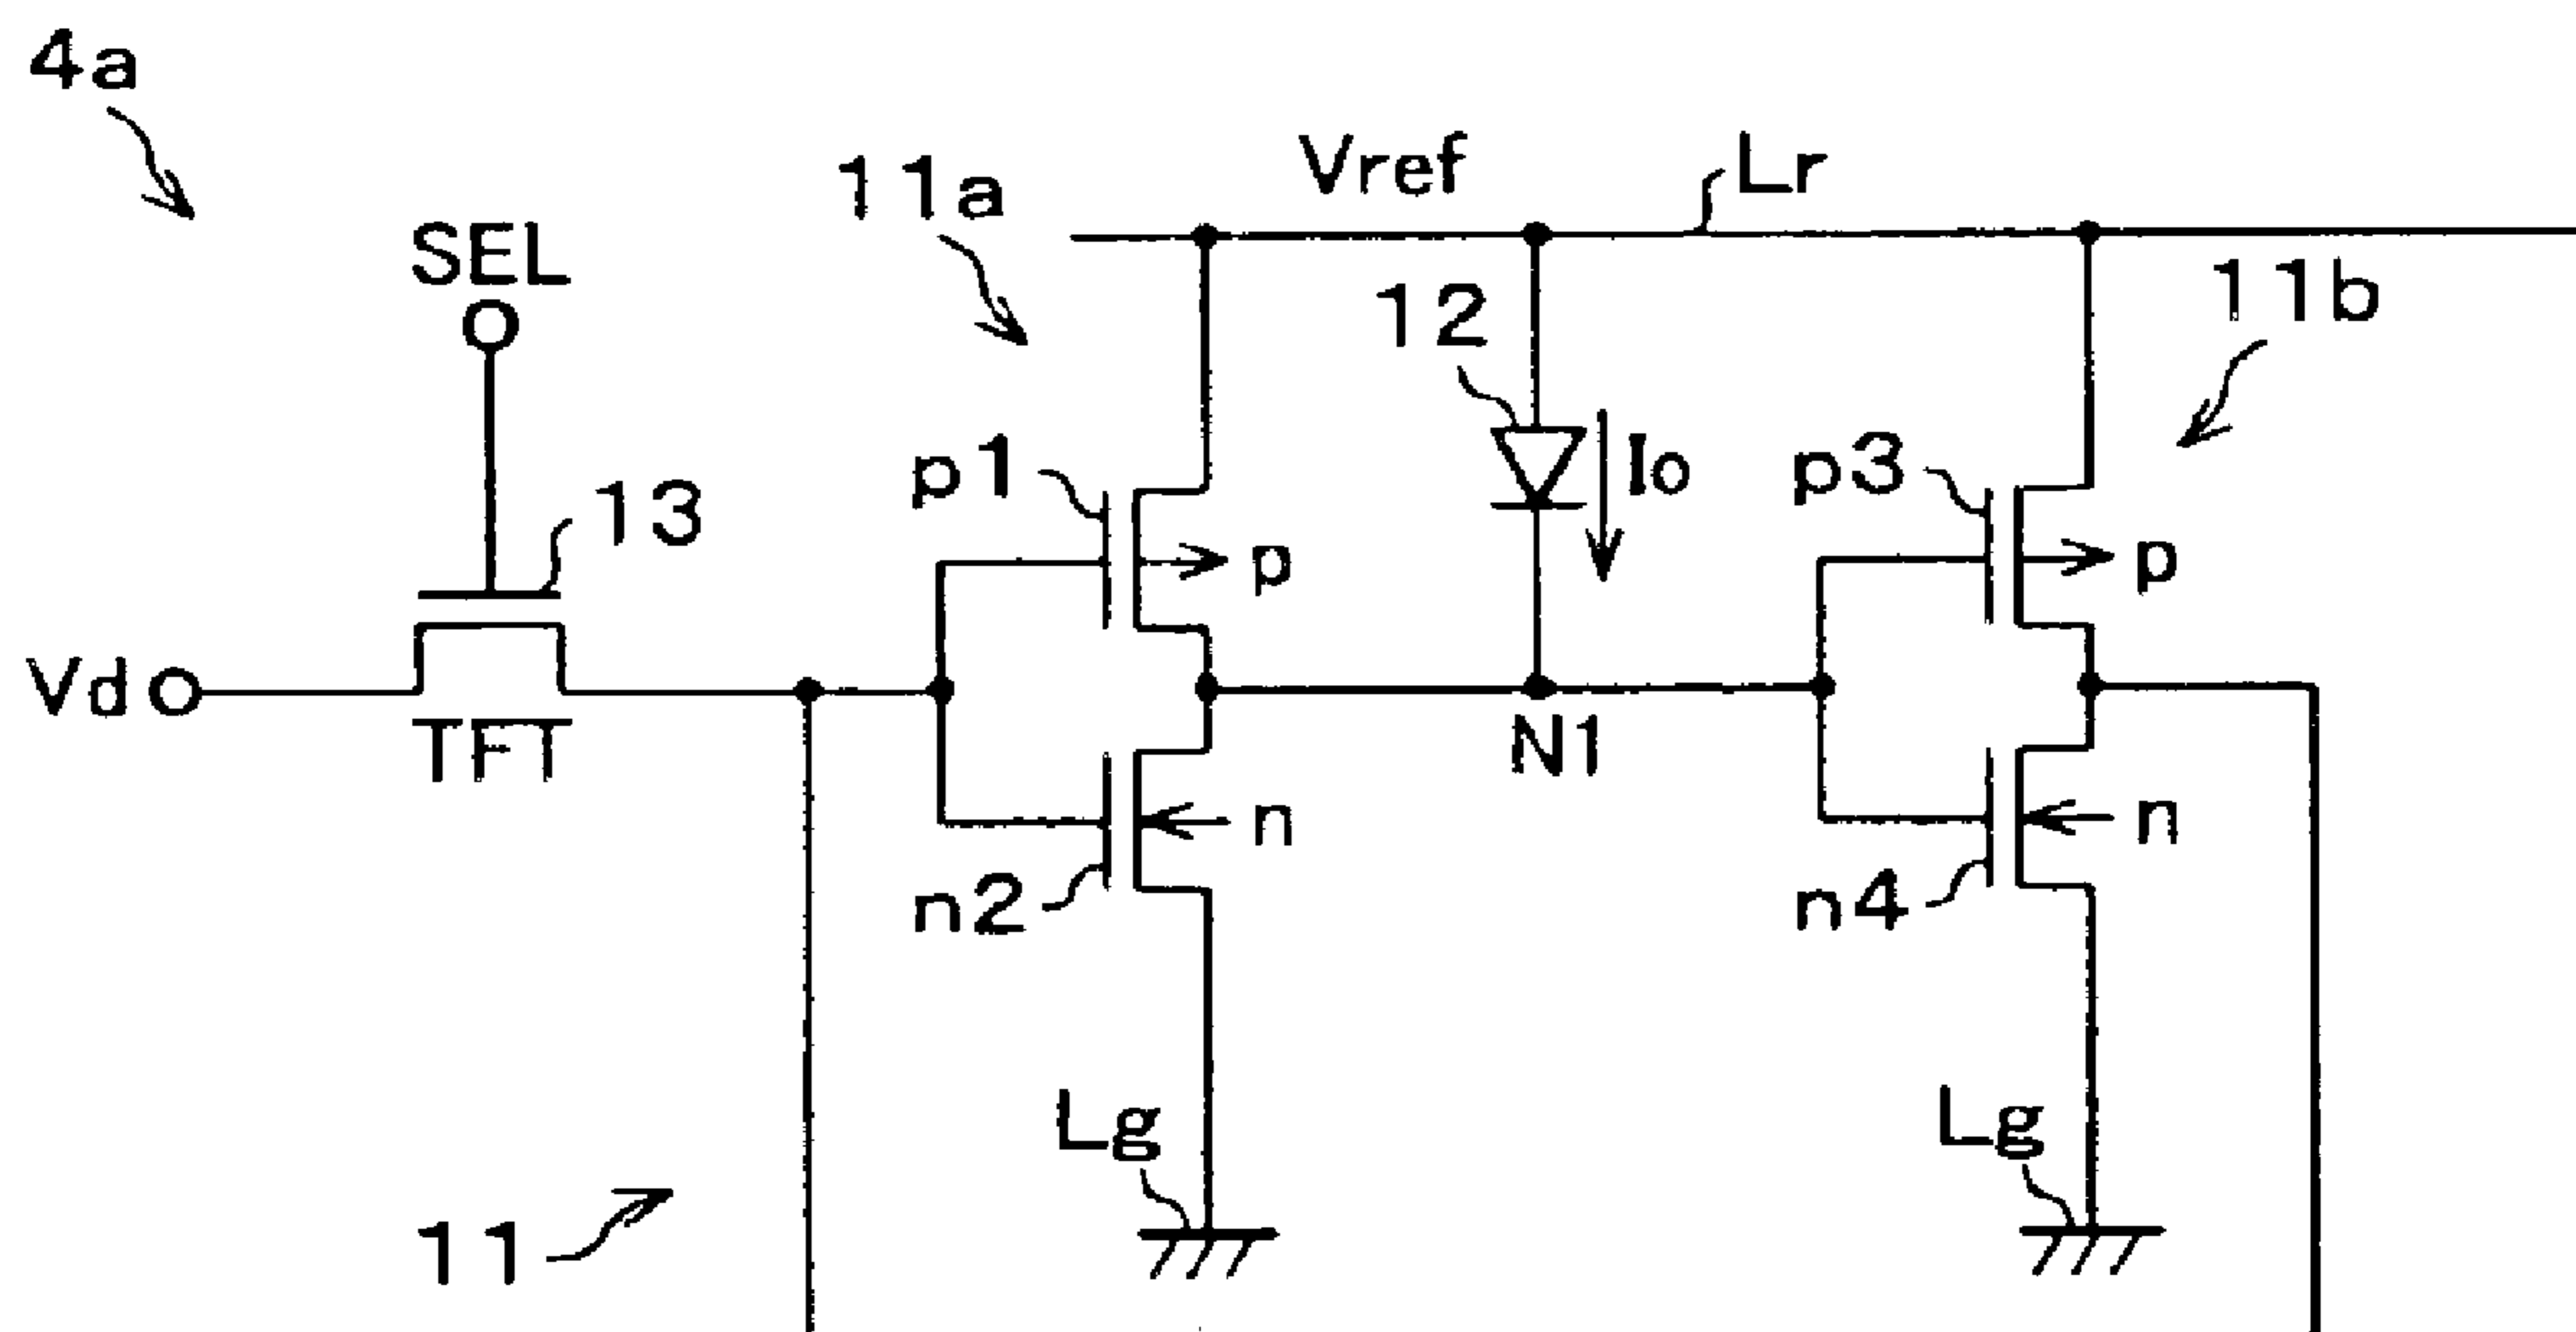 4a
Vref
Lr
11a
SEL
12
11b
p1
Io
p3
13
p
p
Vd
TFT
N1
n
n
n2
n4
Lg
Lg
11